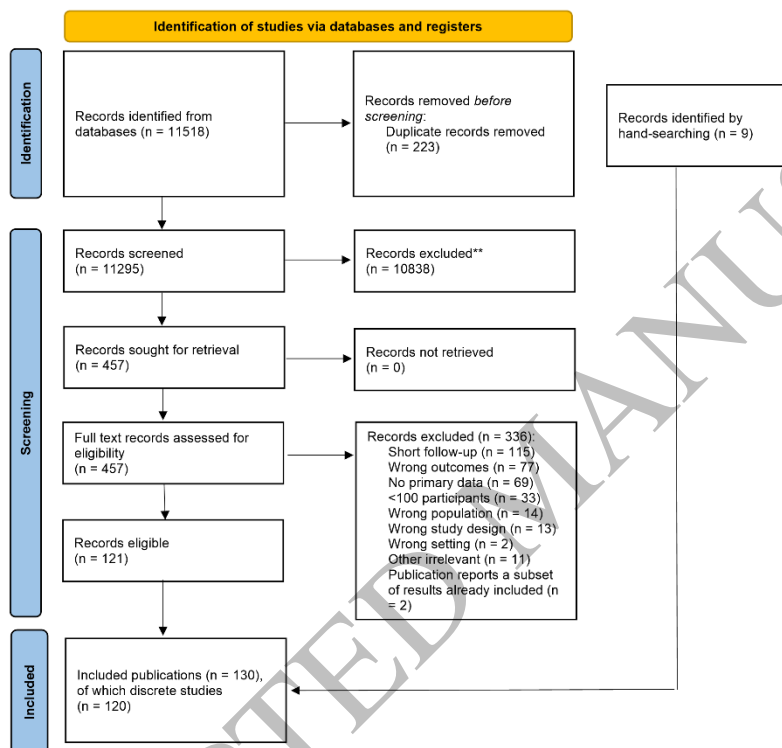 Identification of studies via databases and registers
Identification
Records identified from
databases (n = 11518)
Records removed before
screening:
Duplicate records removed
(n = 223)
Records identified by
hand-searching (n = 9)
Screening
Records screened
(n = 11295)
Records excluded**
(n = 10838)
Records sought for retrieval
(n = 457)
Records not retrieved
(n = 0)
Full text records assessed for
eligibility
(n = 457)
Records excluded (n = 336):
Short follow-up (n = 115)
Wrong outcomes (n = 77)
No primary data (n = 69)
<100 participants (n = 33)
Wrong population (n = 14)
Wrong study design (n = 13)
Wrong setting (n = 2)
Other irrelevant (n = 11)
Publication reports a subset
of results already included (n
= 2)
Records eligible
(n = 121)
Included
Included publications (n = 130),
of which discrete studies
(n = 120)
TED MANUS